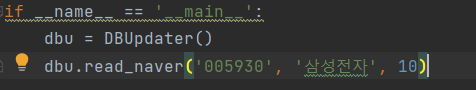 if __name__ == '__main__':
    dbu = DBUpdater()
    dbu.read_naver('005930', '삼성전자', 10)